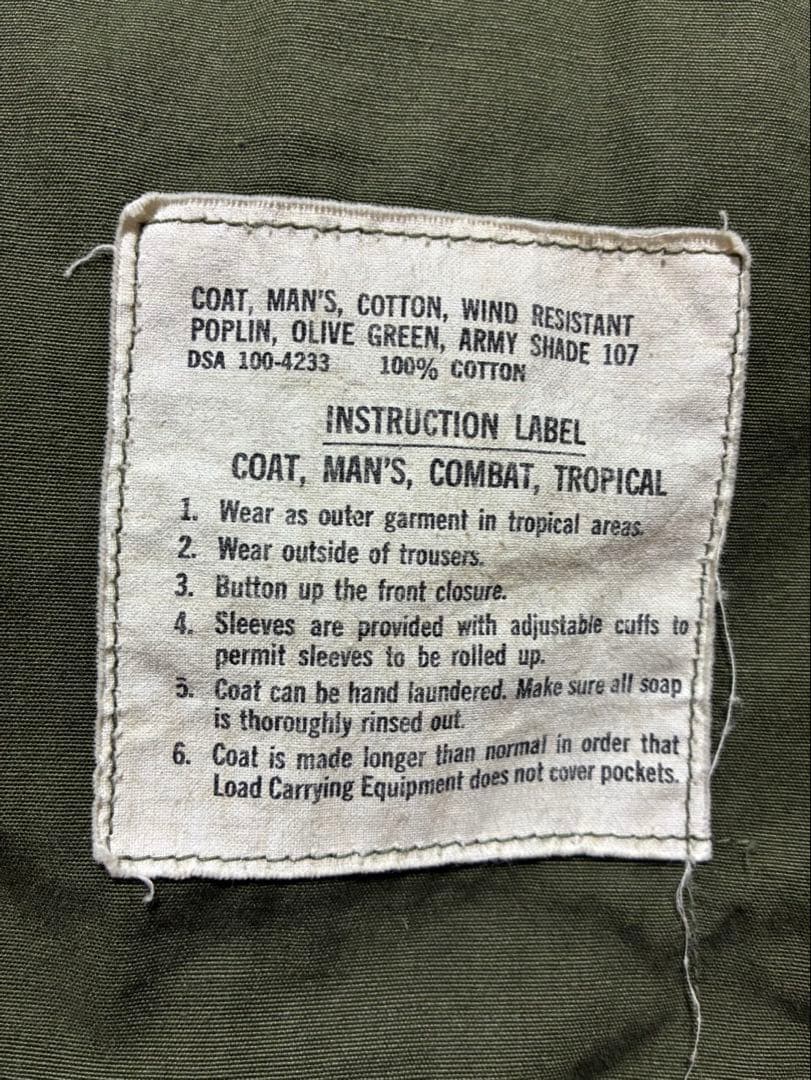 COAT, MAN'S, COTTON, WIND RESISTANT
POPLIN, OLIVE GREEN, ARMY SHADE 107
DSA 100-4233 100% COTTON
INSTRUCTION LABEL
COAT, MAN'S, COMBAT, TROPICAL
1. Wear as outer garment in tropical areas.
2. Wear outside of trousers.
3. Button up the front closure.
4. Sleeves are provided with adjustable cuffs to
permit sleeves to be rolled up.
5. Coat can be hand laundered. Make sure all soap
is thoroughly rinsed out.
6. Coat is made longer than normal in order that
Load Carrying Equipment does not cover pockets.